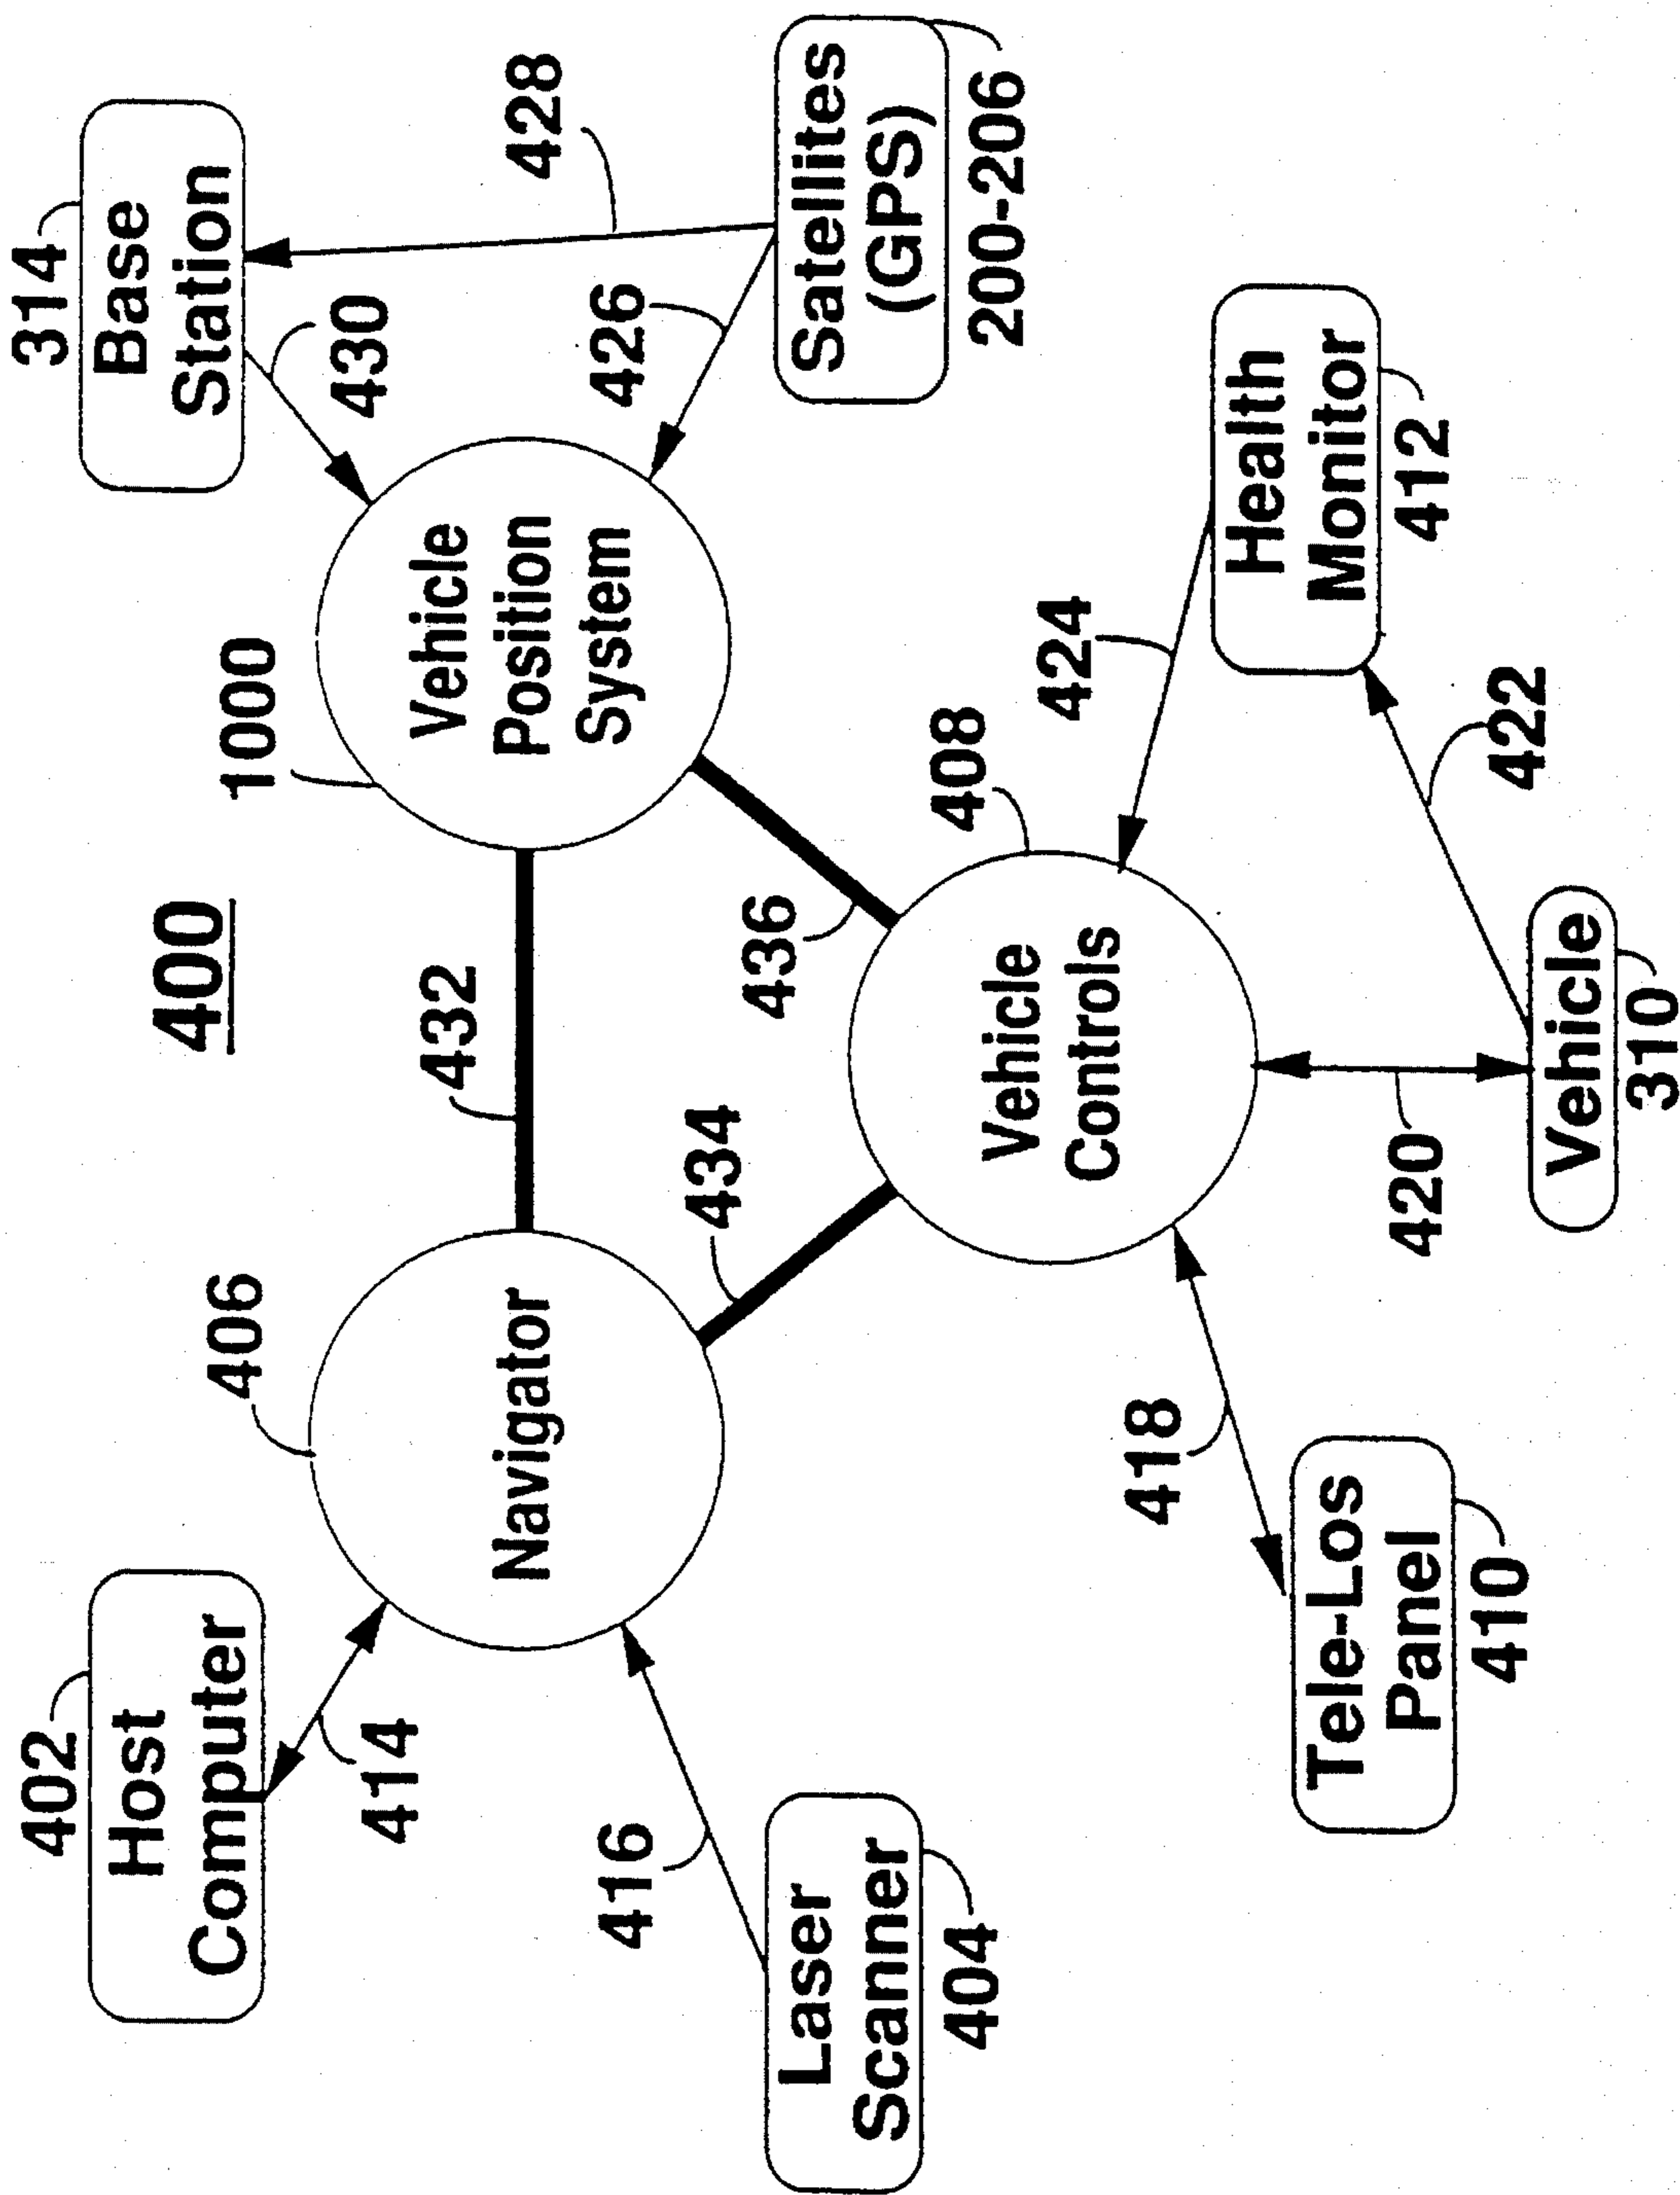 400
402
Host
Computer
414
406
Navigator
416
Laser
Scanner
404
432
434
1000
Vehicle
Position
System
436
314
Base
Station
430
428
426
Satellites
(GPS)
200-206
408
Vehicle
Controls
418
Tele-Los
Panel
410
420
Vehicle
310
422
424
Health
Monitor
412